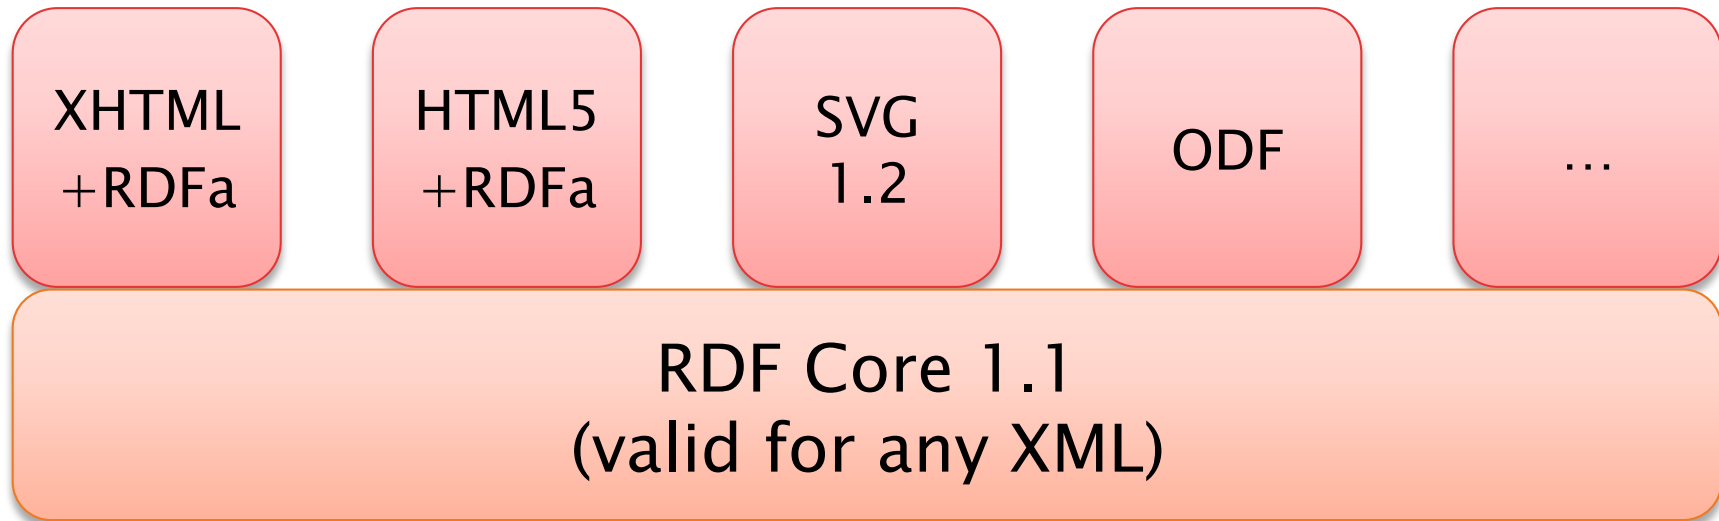 XHTML
+RDFa
HTML5
+RDFa
SVG
1.2
ODF
...
RDF Core 1.1
(valid for any XML)